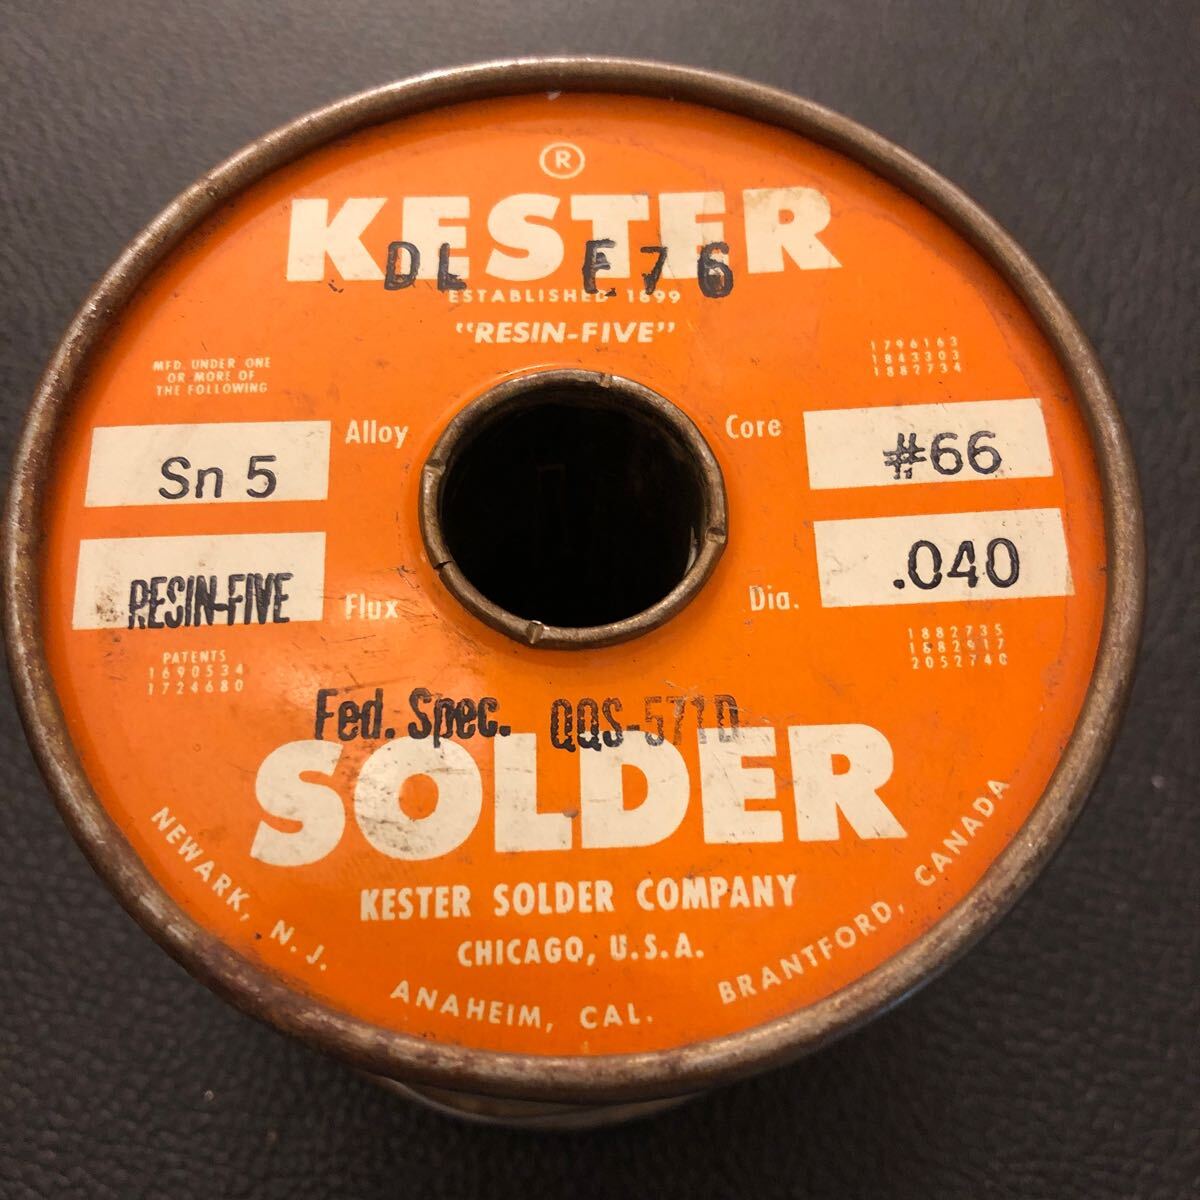 ®
KESTER
DL E76
ESTABLISHED 1899
"RESIN-FIVE"
MFD. UNDER ONE
OR MORE OF
THE FOLLOWING
1796163
1843303
1882734
Sn 5
Alloy
Core
#66
RESIN-FIVE
Flux
Dia.
.040
PATENTS
1690534
1724680
1882735
1882917
2052740
Fed. Spec. QQS-571D
SOLDER
KESTER SOLDER COMPANY
CHICAGO, U.S.A.
NEWARK, N. J.
ANAHEIM, CAL.
BRANTFORD, CANADA